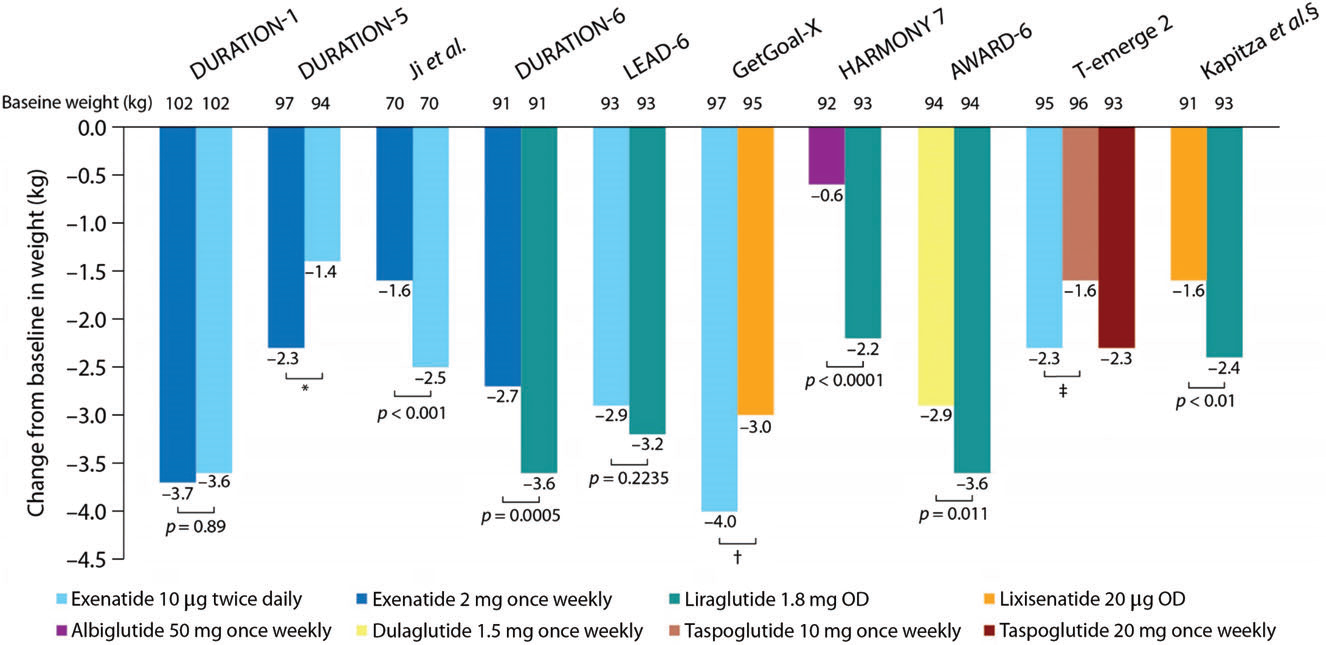 DURATION-1
DURATION-5
Ji et al.
DURATION-6
LEAD-6
GetGoal-X
HARMONY 7
AWARD-6
T-emerge 2
Kapitza et al.§
Baseine weight (kg) 102 102 97 94 70 70 91 91 93 93 97 95 92 93 94 94 95 96 93 91 93
Change from baseline in weight (kg)
0.0
–0.5
–1.0
–1.5
–2.0
–2.5
–3.0
–3.5
–4.0
–4.5
–3.7
–3.6
p = 0.89
–2.3
–1.4
*
–1.6
–2.5
p < 0.001
–2.7
–3.6
p = 0.0005
–2.9
–3.2
p = 0.2235
–4.0
–3.0
†
–0.6
–2.2
p < 0.0001
–2.9
–3.6
p = 0.011
–2.3
–1.6
–2.3
‡
–1.6
–2.4
p < 0.01
Exenatide 10 μg twice daily
Exenatide 2 mg once weekly
Liraglutide 1.8 mg OD
Lixisenatide 20 μg OD
Albiglutide 50 mg once weekly
Dulaglutide 1.5 mg once weekly
Taspoglutide 10 mg once weekly
Taspoglutide 20 mg once weekly